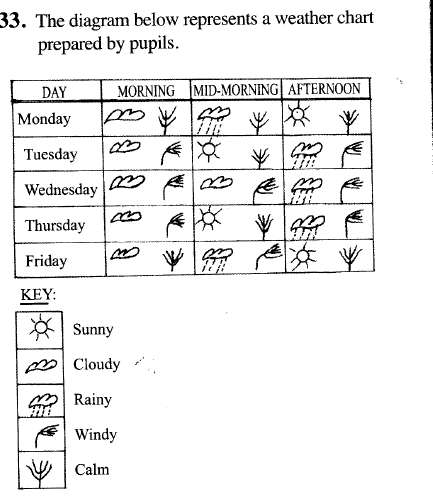 33. The diagram below represents a weather chart
prepared by pupils.
DAY MORNING MID-MORNING AFTERNOON
Monday
Tuesday
Wednesday
Thursday
Friday
KEY:
Sunny
Cloudy
Rainy
Windy
Calm